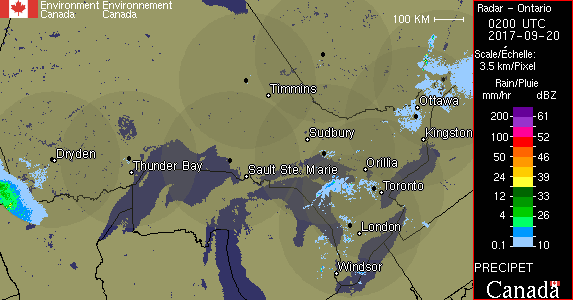 Environment Environnement
Canada Canada
100 KM
Radar - Ontario
0200 UTC
2017-09-20
Scale/Échelle:
3.5 km/Pixel
Rain/Pluie
mm/hr dBZ
200 61
100 52
50 46
24 39
12 33
4 26
0.1 10
PRECIPET
Canada
Timmins
Ottawa
Sudbury
Kingston
Dryden
Thunder Bay
Sault Ste. Marie
Orillia
Toronto
London
Windsor